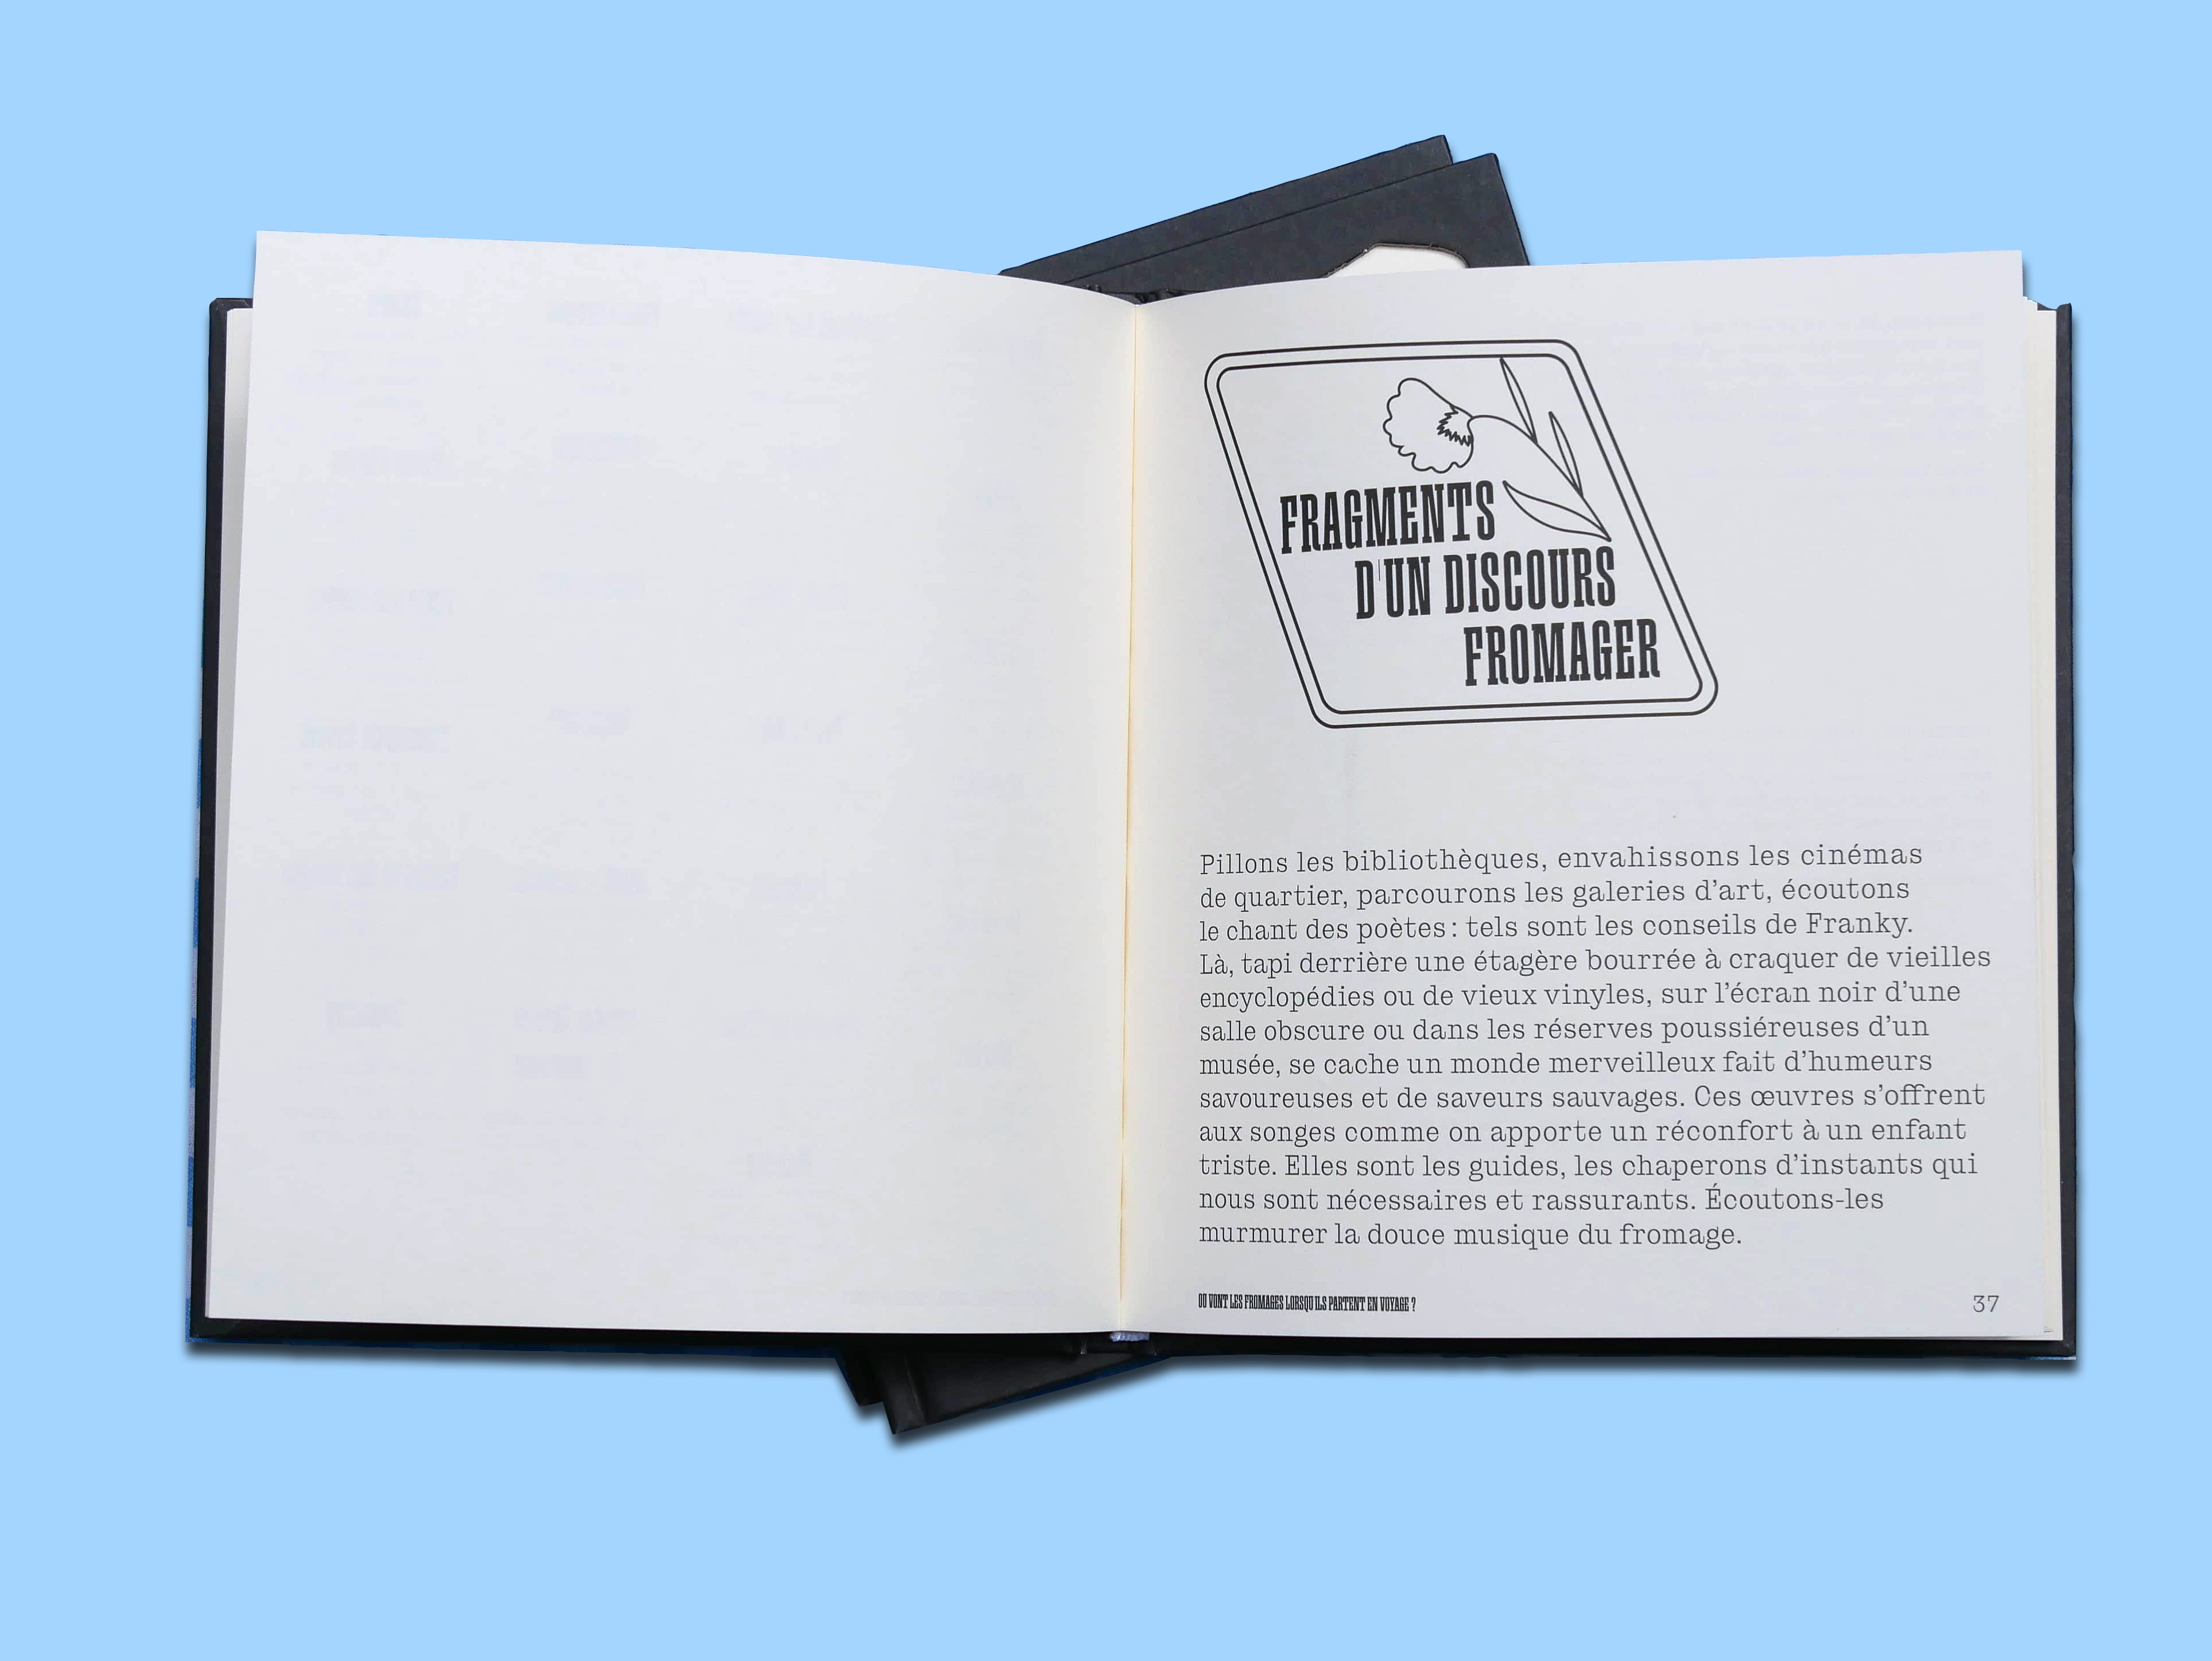 FRAGMENTS
D'UN DISCOURS
FROMAGER
Pillons les bibliothèques, envahissons les cinémas
de quartier, parcourons les galeries d’art, écoutons
le chant des poètes : tels sont les conseils de Franky.
Là, tapi derrière une étagère bourrée à craquer de vieilles
encyclopédies ou de vieux vinyles, sur l’écran noir d’une
salle obscure ou dans les réserves poussiéreuses d’un
musée, se cache un monde merveilleux fait d’humeurs
savoureuses et de saveurs sauvages. Ces œuvres s’offrent
aux songes comme on apporte un réconfort à un enfant
triste. Elles sont les guides, les chaperons d’instants qui
nous sont nécessaires et rassurants. Écoutons-les
murmurer la douce musique du fromage.
OÙ VONT LES FROMAGES LORSQU'ILS PARTENT EN VOYAGE ?
37